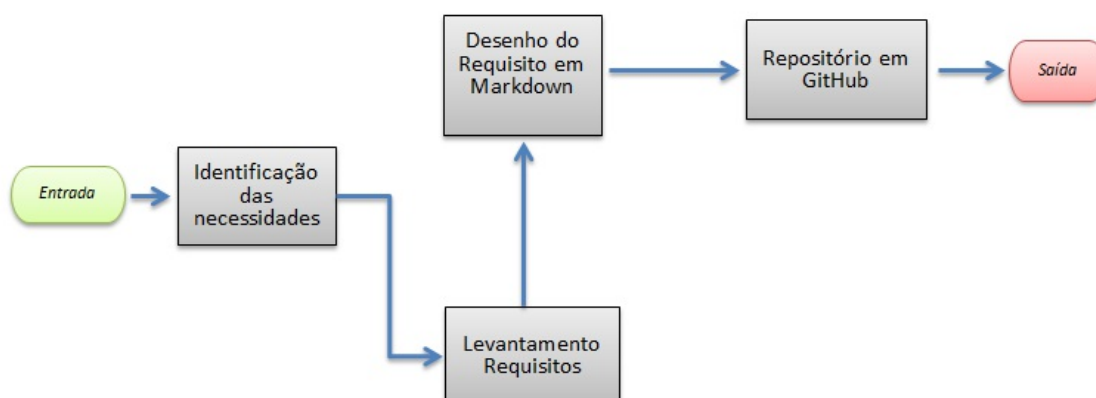 Entrada
Identificação
das
necessidades
Levantamento
Requisitos
Desenho do
Requisito em
Markdown
Repositório em
GitHub
Saída